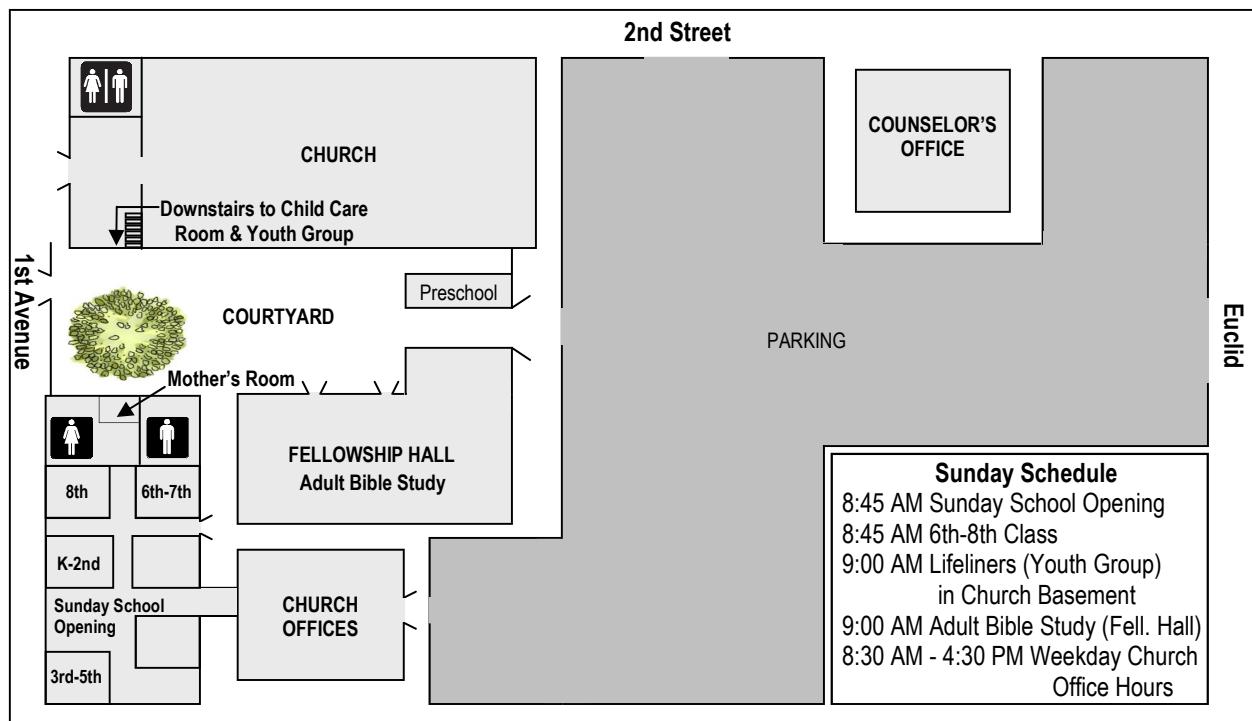 2nd Street
CHURCH
COUNSELOR'S
OFFICE
Downstairs to Child Care
Room & Youth Group
1st Avenue
Preschool
COURTYARD
PARKING
Euclid
Mother's Room
FELLOWSHIP HALL
Adult Bible Study
8th
6th-7th
K-2nd
Sunday School
Opening
CHURCH
OFFICES
3rd-5th
Sunday Schedule
8:45 AM Sunday School Opening
8:45 AM 6th-8th Class
9:00 AM Lifeliners (Youth Group)
in Church Basement
9:00 AM Adult Bible Study (Fell. Hall)
8:30 AM - 4:30 PM Weekday Church
Office Hours